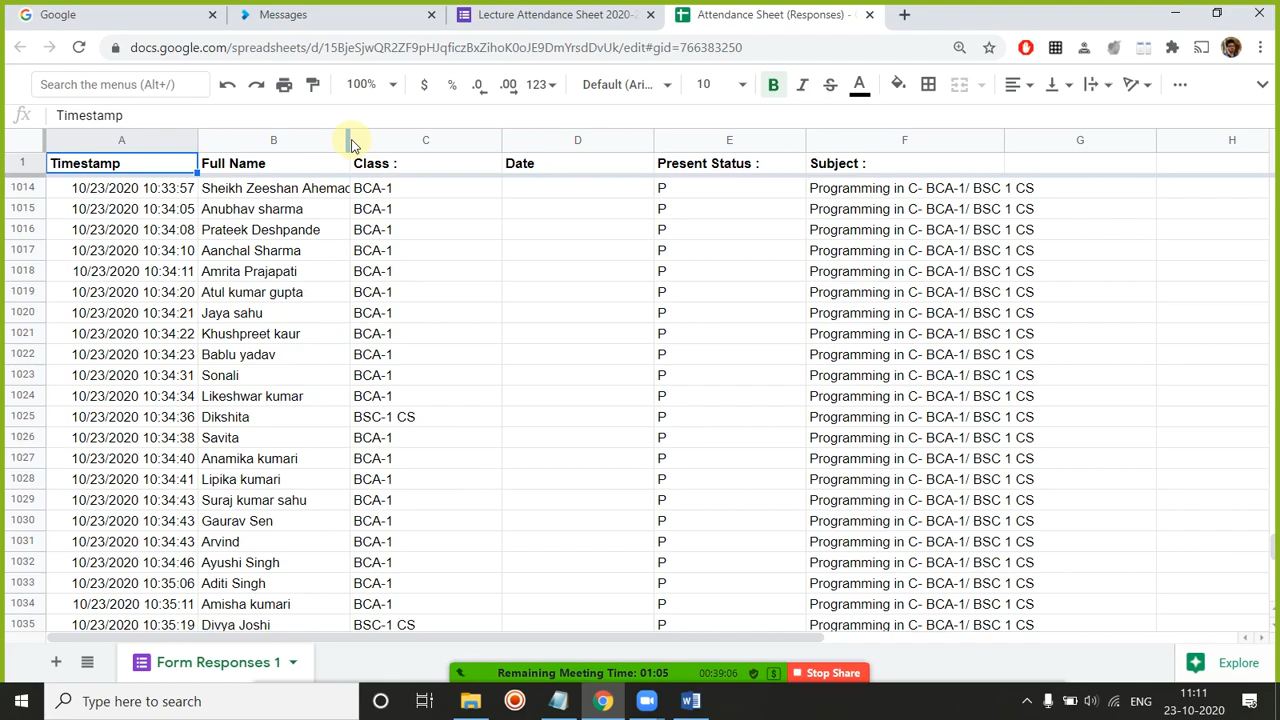 Google
Messages
Lecture Attendance Sheet 2020-
Attendance Sheet (Responses) -
docs.google.com/spreadsheets/d/15BjeSjwQR2ZF9pHJqficzBxZihoK0oJE9DmYrsdDvUk/edit#gid=766383250
Search the menus (Alt+/) 100% $ % .0 .00 123 Default (Ari... 10 B I S A
fx Timestamp
A B C D E F G H
1 Timestamp Full Name Class : Date Present Status : Subject :
1014 10/23/2020 10:33:57 Sheikh Zeeshan Ahemad BCA-1 P Programming in C- BCA-1/ BSC 1 CS
1015 10/23/2020 10:34:05 Anubhav sharma BCA-1 P Programming in C- BCA-1/ BSC 1 CS
1016 10/23/2020 10:34:08 Prateek Deshpande BCA-1 P Programming in C- BCA-1/ BSC 1 CS
1017 10/23/2020 10:34:10 Aanchal Sharma BCA-1 P Programming in C- BCA-1/ BSC 1 CS
1018 10/23/2020 10:34:11 Amrita Prajapati BCA-1 P Programming in C- BCA-1/ BSC 1 CS
1019 10/23/2020 10:34:20 Atul kumar gupta BCA-1 P Programming in C- BCA-1/ BSC 1 CS
1020 10/23/2020 10:34:21 Jaya sahu BCA-1 P Programming in C- BCA-1/ BSC 1 CS
1021 10/23/2020 10:34:22 Khushpreet kaur BCA-1 P Programming in C- BCA-1/ BSC 1 CS
1022 10/23/2020 10:34:23 Bablu yadav BCA-1 P Programming in C- BCA-1/ BSC 1 CS
1023 10/23/2020 10:34:31 Sonali BCA-1 P Programming in C- BCA-1/ BSC 1 CS
1024 10/23/2020 10:34:34 Likeshwar kumar BCA-1 P Programming in C- BCA-1/ BSC 1 CS
1025 10/23/2020 10:34:36 Dikshita BSC-1 CS P Programming in C- BCA-1/ BSC 1 CS
1026 10/23/2020 10:34:38 Savita BCA-1 P Programming in C- BCA-1/ BSC 1 CS
1027 10/23/2020 10:34:40 Anamika kumari BCA-1 P Programming in C- BCA-1/ BSC 1 CS
1028 10/23/2020 10:34:41 Lipika kumari BCA-1 P Programming in C- BCA-1/ BSC 1 CS
1029 10/23/2020 10:34:43 Suraj kumar sahu BCA-1 P Programming in C- BCA-1/ BSC 1 CS
1030 10/23/2020 10:34:43 Gaurav Sen BCA-1 P Programming in C- BCA-1/ BSC 1 CS
1031 10/23/2020 10:34:43 Arvind BCA-1 P Programming in C- BCA-1/ BSC 1 CS
1032 10/23/2020 10:34:46 Ayushi Singh BCA-1 P Programming in C- BCA-1/ BSC 1 CS
1033 10/23/2020 10:35:06 Aditi Singh BCA-1 P Programming in C- BCA-1/ BSC 1 CS
1034 10/23/2020 10:35:11 Amisha kumari BCA-1 P Programming in C- BCA-1/ BSC 1 CS
1035 10/23/2020 10:35:19 Divya Joshi BSC-1 CS P Programming in C- BCA-1/ BSC 1 CS
Form Responses 1
Remaining Meeting Time: 01:05 00:39:06 $ Stop Share
Explore
Type here to search
ENG
11:11
23-10-2020